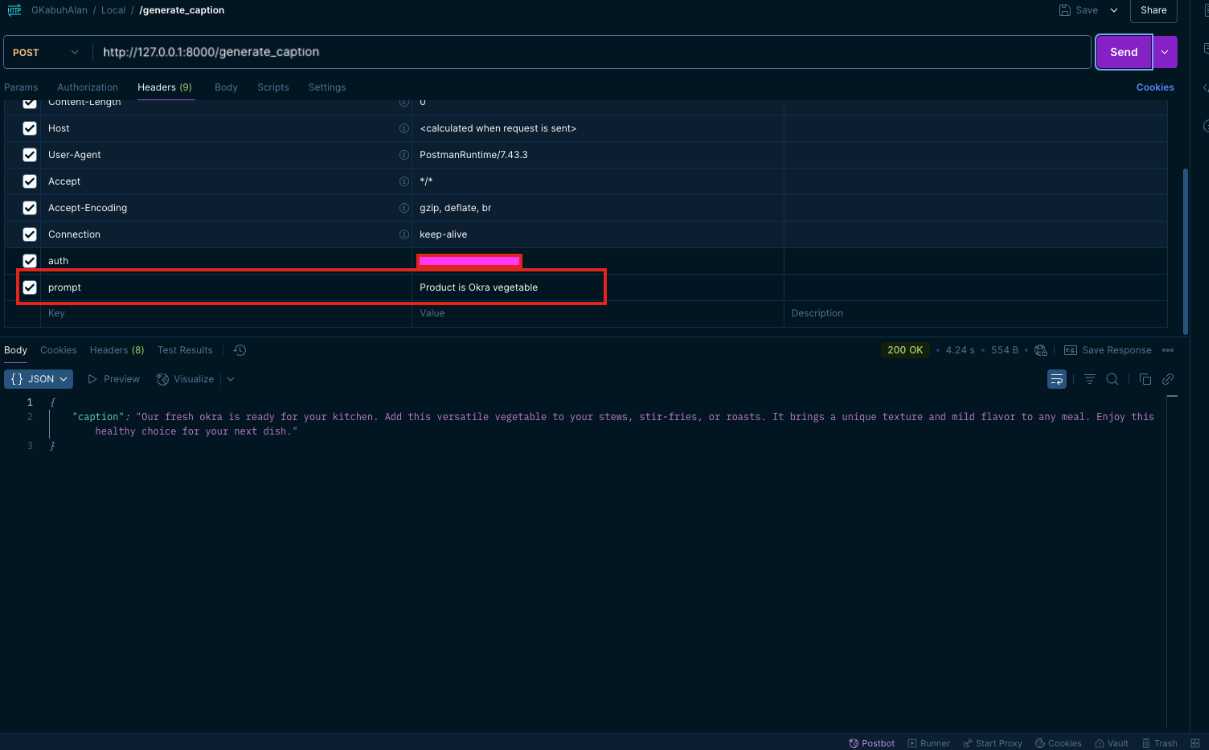 HTTP GKabuhAlan / Local / /generate_caption Save Share
POST http://127.0.0.1:8000/generate_caption Send
Params Authorization Headers (9) Body Scripts Settings Cookies
Content-Length 0
Host <calculated when request is sent>
User-Agent PostmanRuntime/7.43.3
Accept */*
Accept-Encoding gzip, deflate, br
Connection keep-alive
auth
prompt Product is Okra vegetable
Key Value Description
Body Cookies Headers (8) Test Results 200 OK • 4.24 s • 554 B • Save Response
{} JSON Preview Visualize
1 {
2 "caption": "Our fresh okra is ready for your kitchen. Add this versatile vegetable to your stews, stir-fries, or roasts. It brings a unique texture and mild flavor to any meal. Enjoy this
healthy choice for your next dish."
3 }
Postbot Runner Start Proxy Cookies Vault Trash